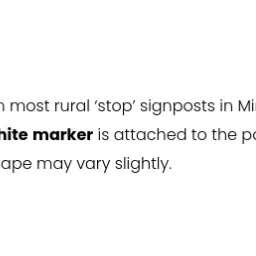 n most rural ‘stop’ signposts in Mi
hite marker is attached to the po
ape may vary slightly.